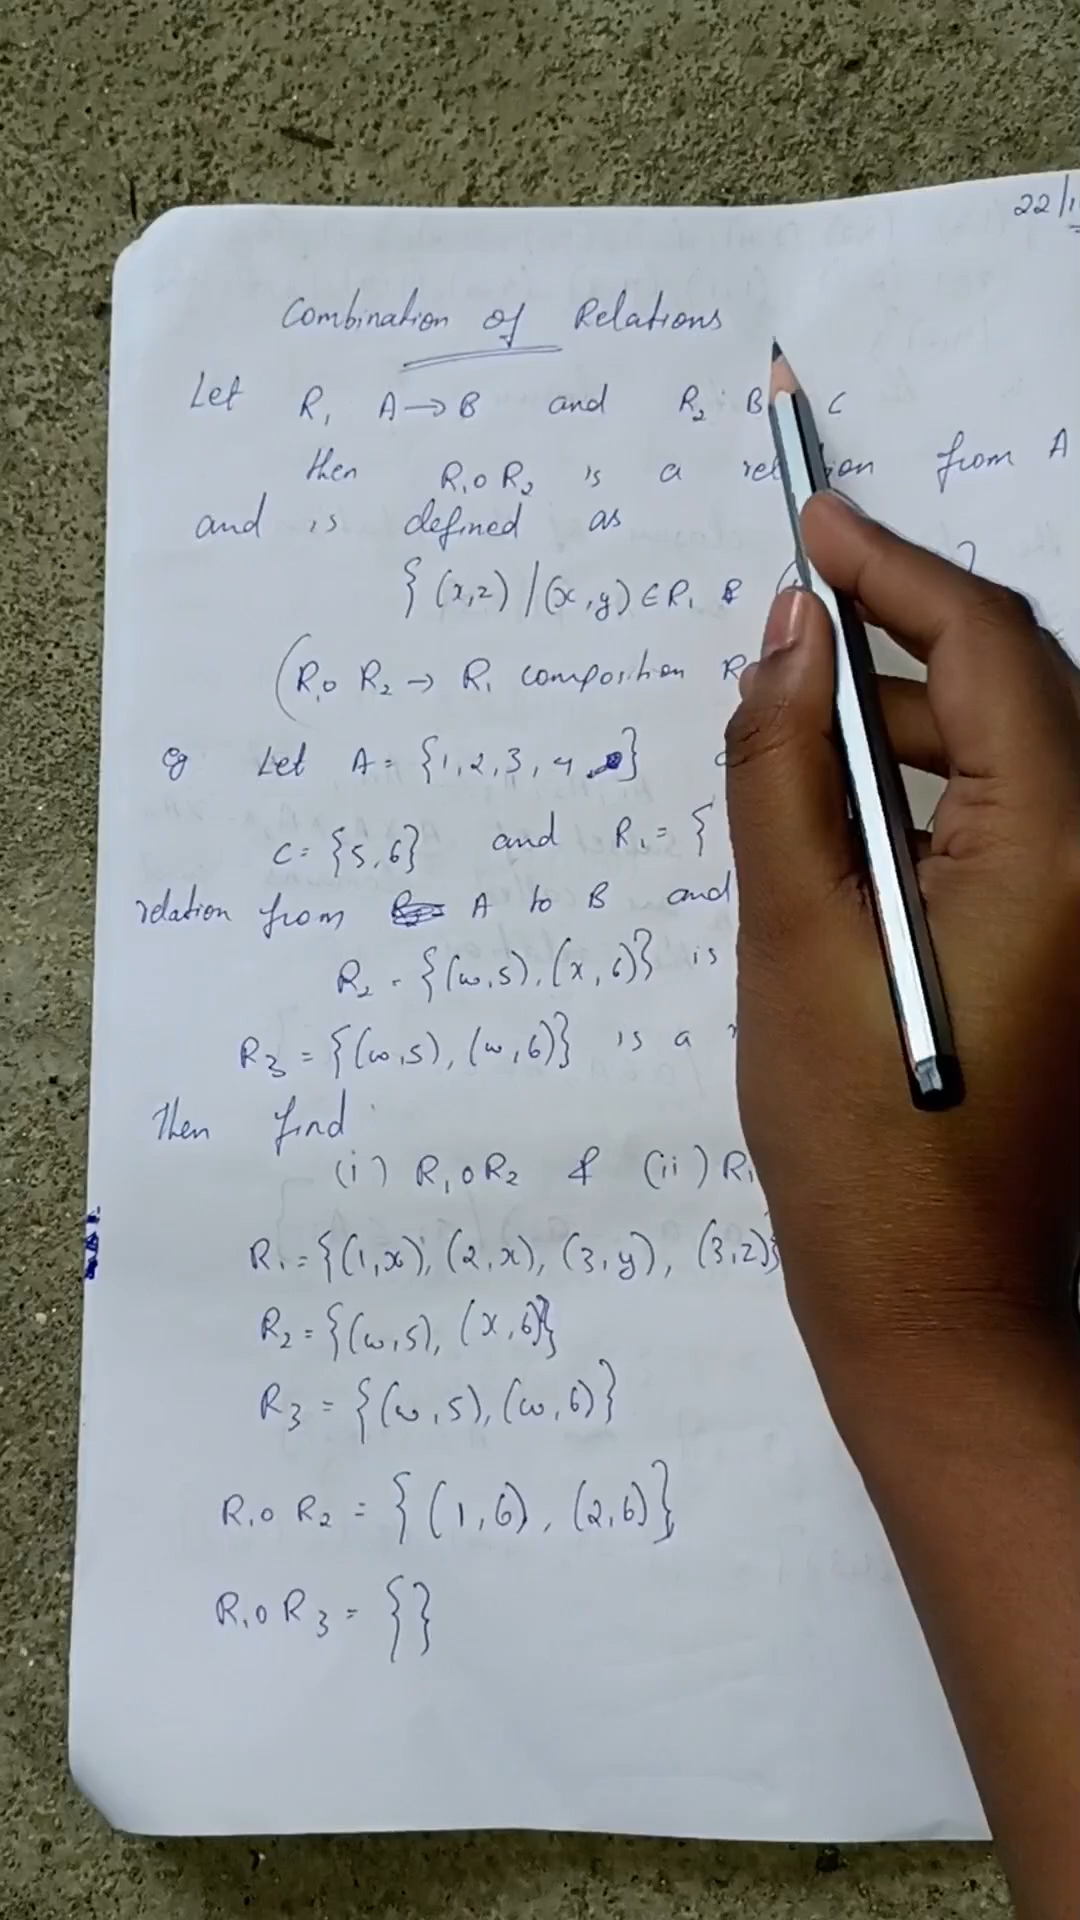 22/1
Combination of Relations
Let R₁ A→B and R₂: B C
then R₁o R₂ is a from A
and is defined as
{(x,z) /(x,y) ∈ R₁ &
(R₁o R₂ → R₁ composition R
eg Let A = {1,2,3,4 }
C = {5,6} and R₁ = {
relation from A to B and
R₂ = {(w,5),(x,6)} is
R₃ = {(w,5),(w,6)} is a
Then find
(i) R₁oR₂ & (ii) R₁
R₁ = {(1,x),(2,x),(3,y),(3,z)}
R₂ = {(w,5),(x,6)}
R₃ = {(w,5),(w,6)}
R₁o R₂ = {(1,6),(2,6)}
R₁o R₃ = {}